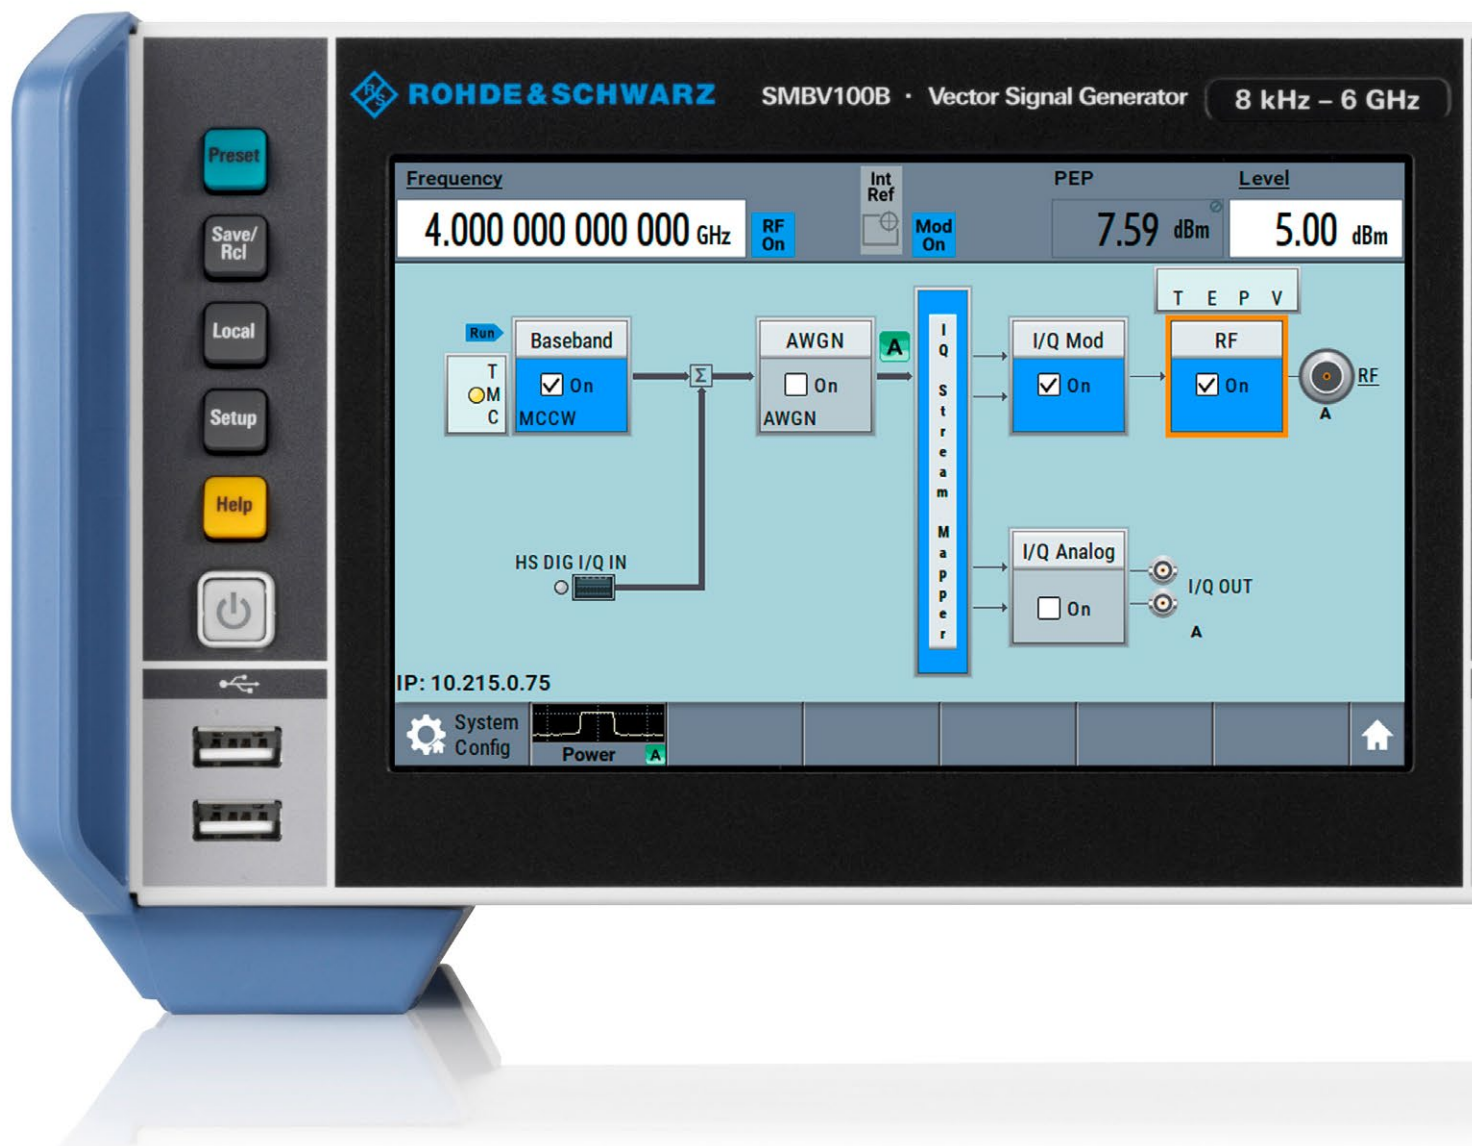 ROHDE & SCHWARZ
SMBV100B · Vector Signal Generator
8 kHz – 6 GHz
Preset
Save/
Rcl
Local
Setup
Help
Frequency
4.000 000 000 000 GHz
RF
On
Int
Ref
Mod
On
PEP
7.59 dBm
Level
5.00 dBm
T E P V
Run
Baseband
On
MCCW
T
M
C
Σ
AWGN
On
AWGN
A
IQ Stream Mapper
I/Q Mod
On
RF
On
RF
A
HS DIG I/Q IN
I/Q Analog
On
I/Q OUT
A
IP: 10.215.0.75
System
Config
Power
A